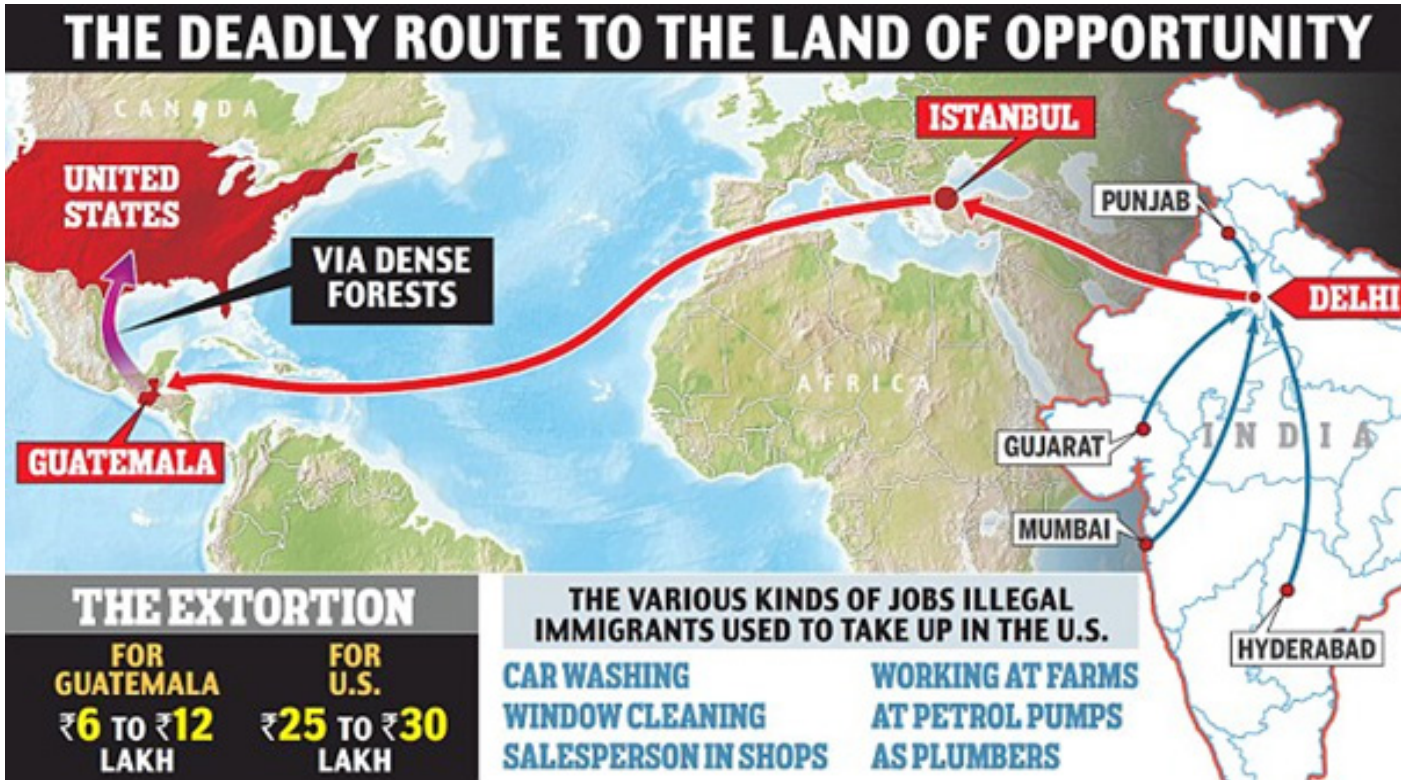 THE DEADLY ROUTE TO THE LAND OF OPPORTUNITY
CANADA
UNITED
STATES
VIA DENSE
FORESTS
GUATEMALA
ISTANBUL
AFRICA
PUNJAB
DELHI
GUJARAT
INDIA
MUMBAI
HYDERABAD
THE EXTORTION
FOR
GUATEMALA
₹6 TO ₹12
LAKH
FOR
U.S.
₹25 TO ₹30
LAKH
THE VARIOUS KINDS OF JOBS ILLEGAL
IMMIGRANTS USED TO TAKE UP IN THE U.S.
CAR WASHING
WINDOW CLEANING
SALESPERSON IN SHOPS
WORKING AT FARMS
AT PETROL PUMPS
AS PLUMBERS